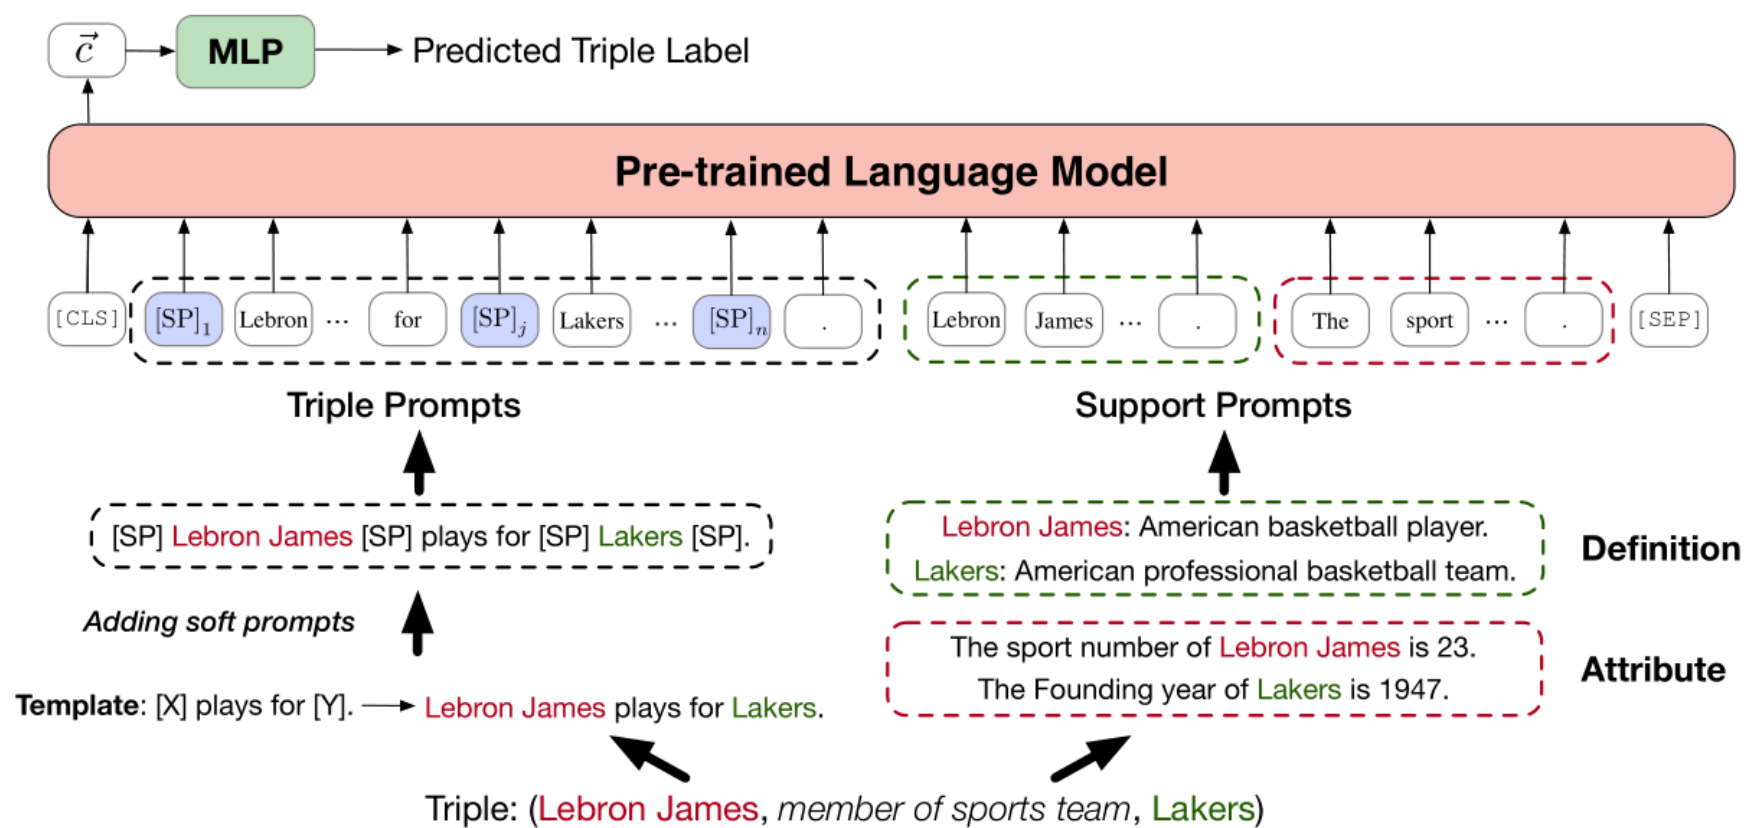 c⃗ MLP Predicted Triple Label
Pre-trained Language Model
[CLS] [SP]₁ Lebron ... for [SP]ⱼ Lakers ... [SP]ₙ . Lebron James ... . The sport ... . [SEP]
Triple Prompts
Support Prompts
[SP] Lebron James [SP] plays for [SP] Lakers [SP].
Lebron James: American basketball player.
Lakers: American professional basketball team.
Definition
Adding soft prompts
The sport number of Lebron James is 23.
The Founding year of Lakers is 1947.
Attribute
Template: [X] plays for [Y]. Lebron James plays for Lakers.
Triple: (Lebron James, member of sports team, Lakers)